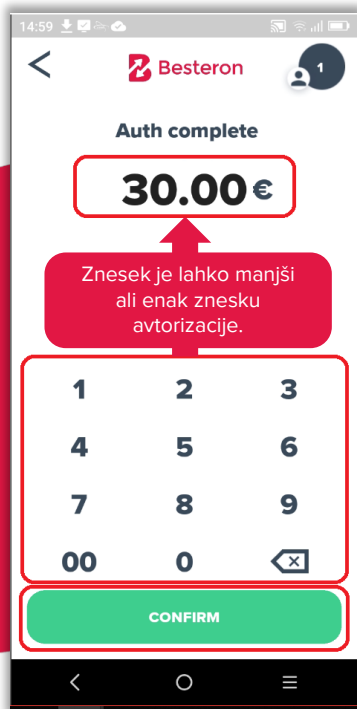 14:59
Besteron
1
Auth complete
30.00 €
Znesek je lahko manjši
ali enak znesku
avtorizacije.
1 2 3
4 5 6
7 8 9
00 0
CONFIRM